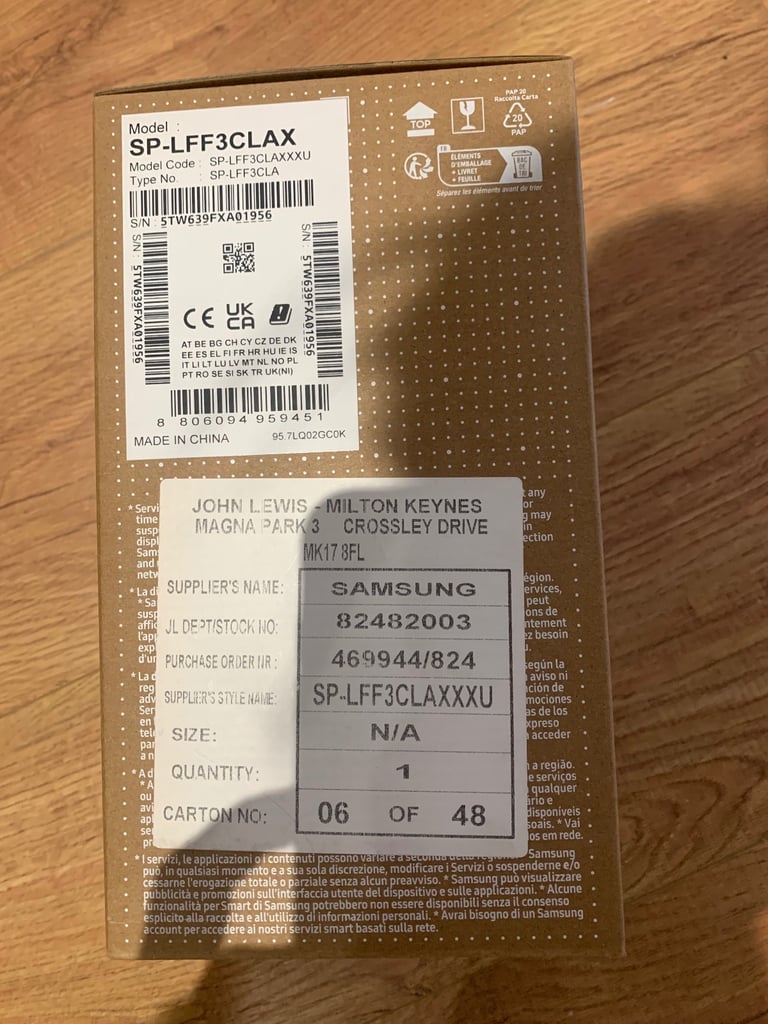 Model :
SP-LFF3CLAX
Model Code : SP-LFF3CLAXXXU
Type No. : SP-LFF3CLA
S/N : 5TW639FXA01956
S/N : 5TW639FXA01956
S/N : 5TW639FXA01956
CE UK CA
AT BE BG CH CY CZ DE DK
EE ES EL FI FR HR HU IE IS
IT LI LT LU LV MT NL NO PL
PT RO SE SI SK TR UK(NI)
8 806094 959451
MADE IN CHINA 95.7LQ02GC0K
TOP
PAP 20
Raccolta Carta
20
PAP
FR
ÉLÉMENTS
D'EMBALLAGE
+ LIVRET
+ FEUILLE
BAC
DE
TRI
Séparez les éléments avant de trier
JOHN LEWIS - MILTON KEYNES
MAGNA PARK 3 CROSSLEY DRIVE
MK17 8FL
SUPPLIER'S NAME: SAMSUNG
JL DEPT/STOCK NO: 82482003
PURCHASE ORDER NR : 469944/824
SUPPLIER'S STYLE NAME: SP-LFF3CLAXXXU
SIZE: N/A
QUANTITY: 1
CARTON NO: 06 OF 48
* I servizi, le applicazioni o i contenuti possono variare a seconda della Samsung
può, in qualsiasi momento e a sua sola discrezione, modificare i Servizi o sospenderne e/o
cessarne l'erogazione totale o parziale senza alcun preavviso. * Samsung può visualizzare
pubblicità e promozioni sull'interfaccia utente del dispositivo e sulle applicazioni. * Alcune
funzionalità per Smart di Samsung potrebbero non essere disponibili senza il consenso
esplicito alla raccolta e all'utilizzo di informazioni personali. * Avrai bisogno di un Samsung
account per accedere ai nostri servizi smart basati sulla rete.